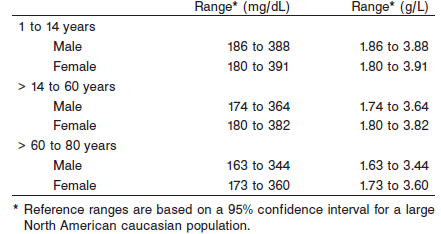 Range* (mg/dL) Range* (g/L)
1 to 14 years
Male 186 to 388 1.86 to 3.88
Female 180 to 391 1.80 to 3.91
> 14 to 60 years
Male 174 to 364 1.74 to 3.64
Female 180 to 382 1.80 to 3.82
> 60 to 80 years
Male 163 to 344 1.63 to 3.44
Female 173 to 360 1.73 to 3.60
* Reference ranges are based on a 95% confidence interval for a large
North American caucasian population.